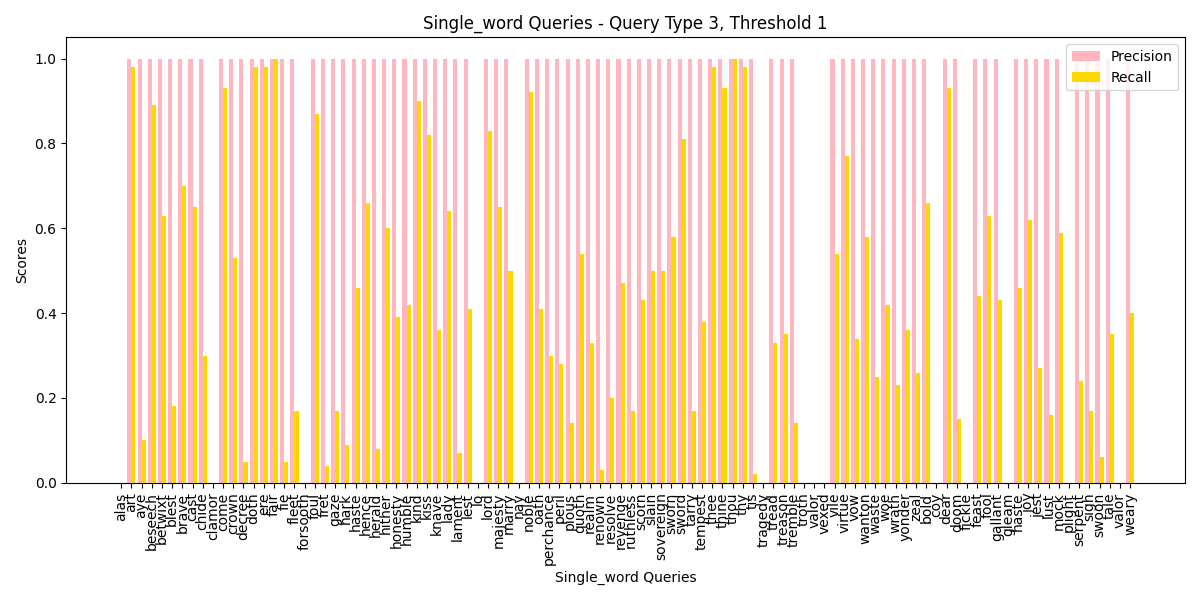 Single_word Queries - Query Type 3, Threshold 1
Precision
Recall
Scores
1.0
0.8
0.6
0.4
0.2
0.0
alas
art
aye
beseech
betwixt
blest
brave
cast
chide
clamor
come
crown
decree
doth
ere
fair
fie
fleet
forsooth
foul
fret
gaze
hark
haste
hence
herald
hither
honesty
humble
kind
kiss
knave
lady
lament
lest
lo
lord
majesty
marry
nay
noble
oath
perchance
peril
pious
quoth
realm
renown
resolve
revenge
ruthless
scorn
slain
sovereign
sworn
sword
tarry
tempest
thee
thine
thou
thy
tis
tragedy
tread
treason
tremble
troth
valor
vexed
vile
virtue
vow
wanton
waste
woe
wrath
yonder
zeal
bold
coy
dear
doom
fickle
feast
fool
gallant
gleam
haste
joy
jest
lust
mock
plight
serpent
sigh
swoon
tale
valor
weary
Single_word Queries